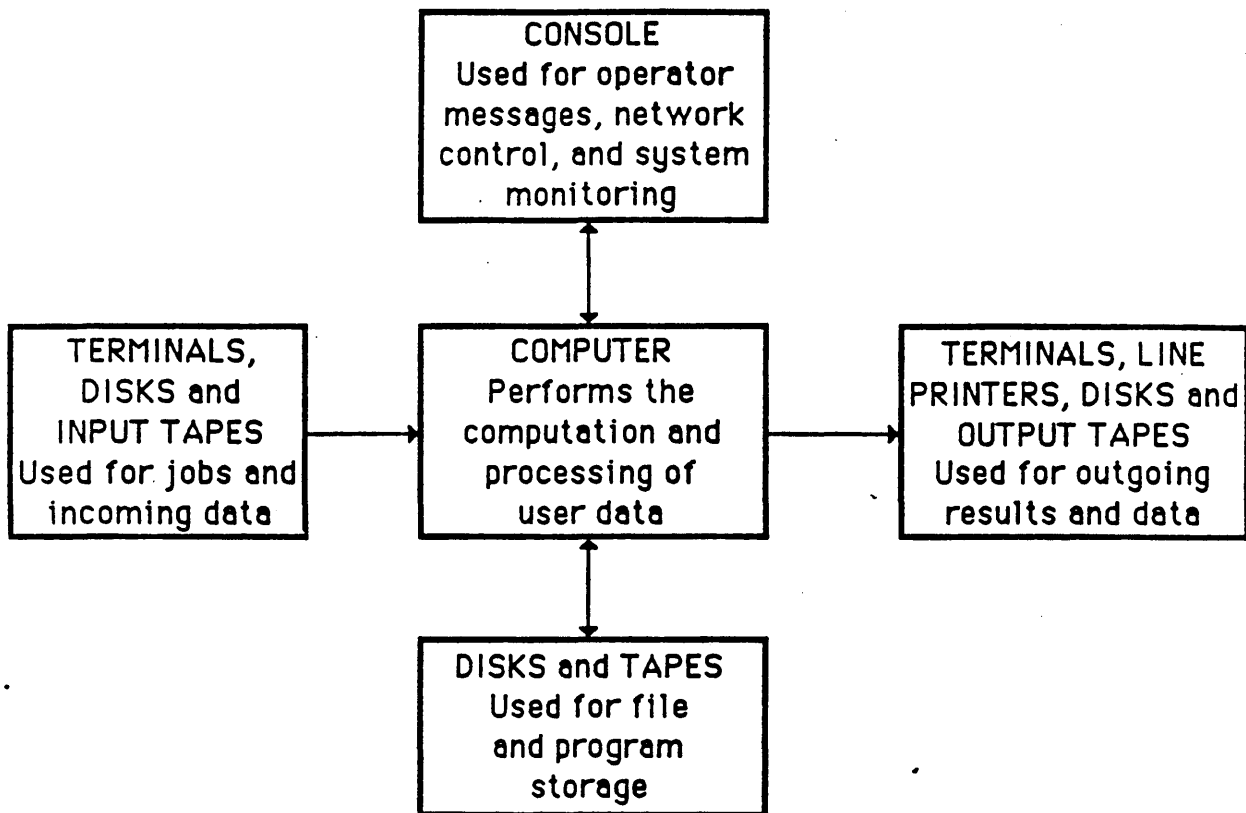 CONSOLE
Used for operator
messages, network
control, and system
monitoring
TERMINALS,
DISKS and
INPUT TAPES
Used for jobs and
incoming data
COMPUTER
Performs the
computation and
processing of
user data
TERMINALS, LINE
PRINTERS, DISKS and
OUTPUT TAPES
Used for outgoing
results and data
DISKS and TAPES
Used for file
and program
storage